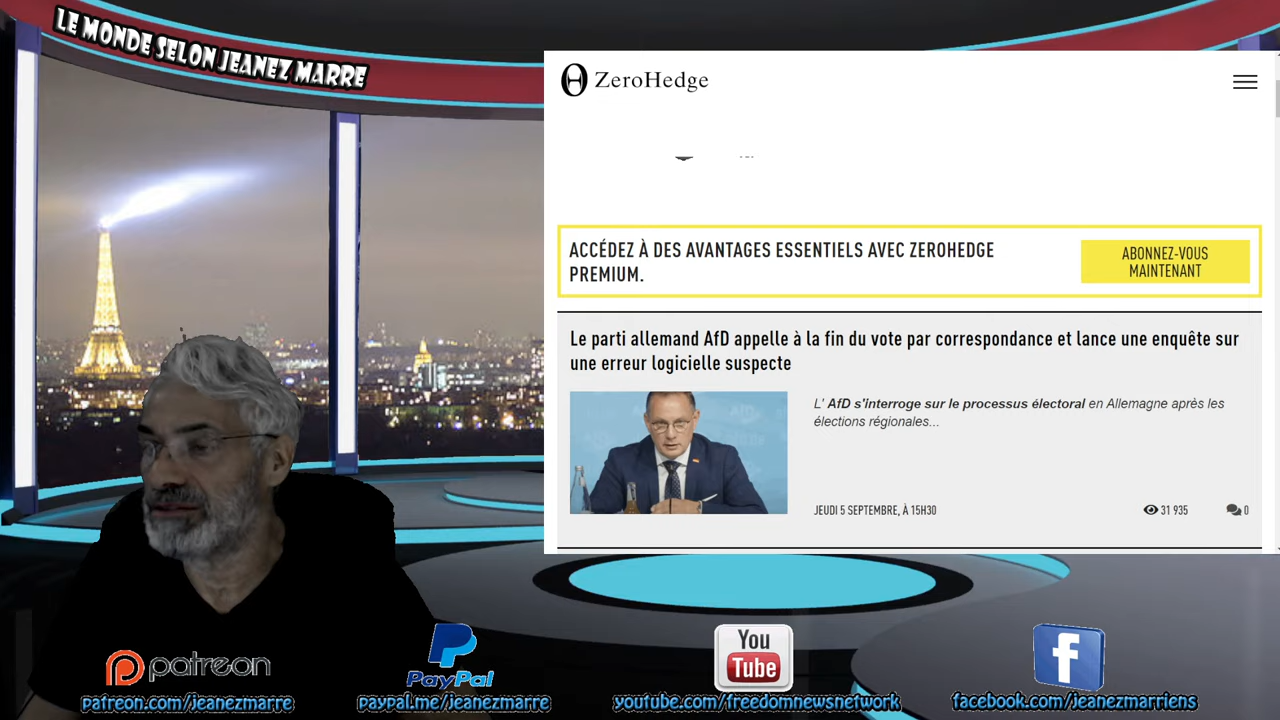 LE MONDE SELON JEANEZ MARRE
ZeroHedge
ACCÉDEZ À DES AVANTAGES ESSENTIELS AVEC ZEROHEDGE
PREMIUM.
ABONNEZ-VOUS
MAINTENANT
Le parti allemand AfD appelle à la fin du vote par correspondance et lance une enquête sur
une erreur logicielle suspecte
L' AfD s'interroge sur le processus électoral en Allemagne après les
élections régionales...
JEUDI 5 SEPTEMBRE, À 15H30
31 935
0
patreon
patreon.com/jeanezmarre
PayPal
paypal.me/jeanezmarre
You
Tube
youtube.com/freedomnewsnetwork
f
facebook.com/jeanezmarriens